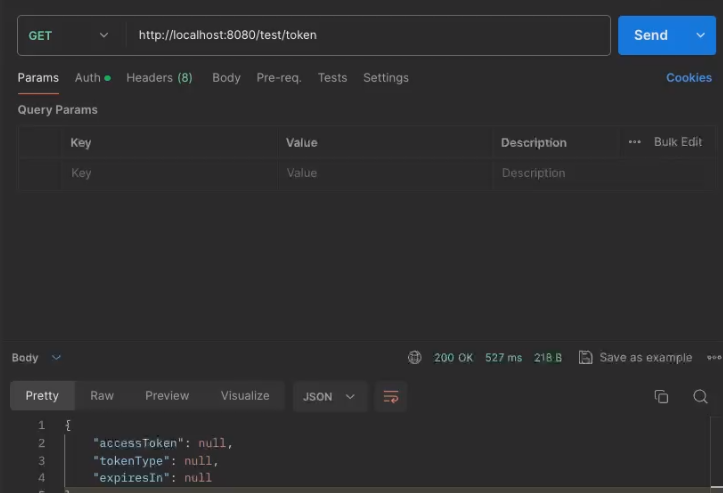 GET http://localhost:8080/test/token Send
Params Auth Headers (8) Body Pre-req. Tests Settings Cookies
Query Params
Key Value Description ••• Bulk Edit
Key Value Description
Body 200 OK 527 ms 218 B Save as example
Pretty Raw Preview Visualize JSON
1 {
2 "accessToken": null,
3 "tokenType": null,
4 "expiresIn": null